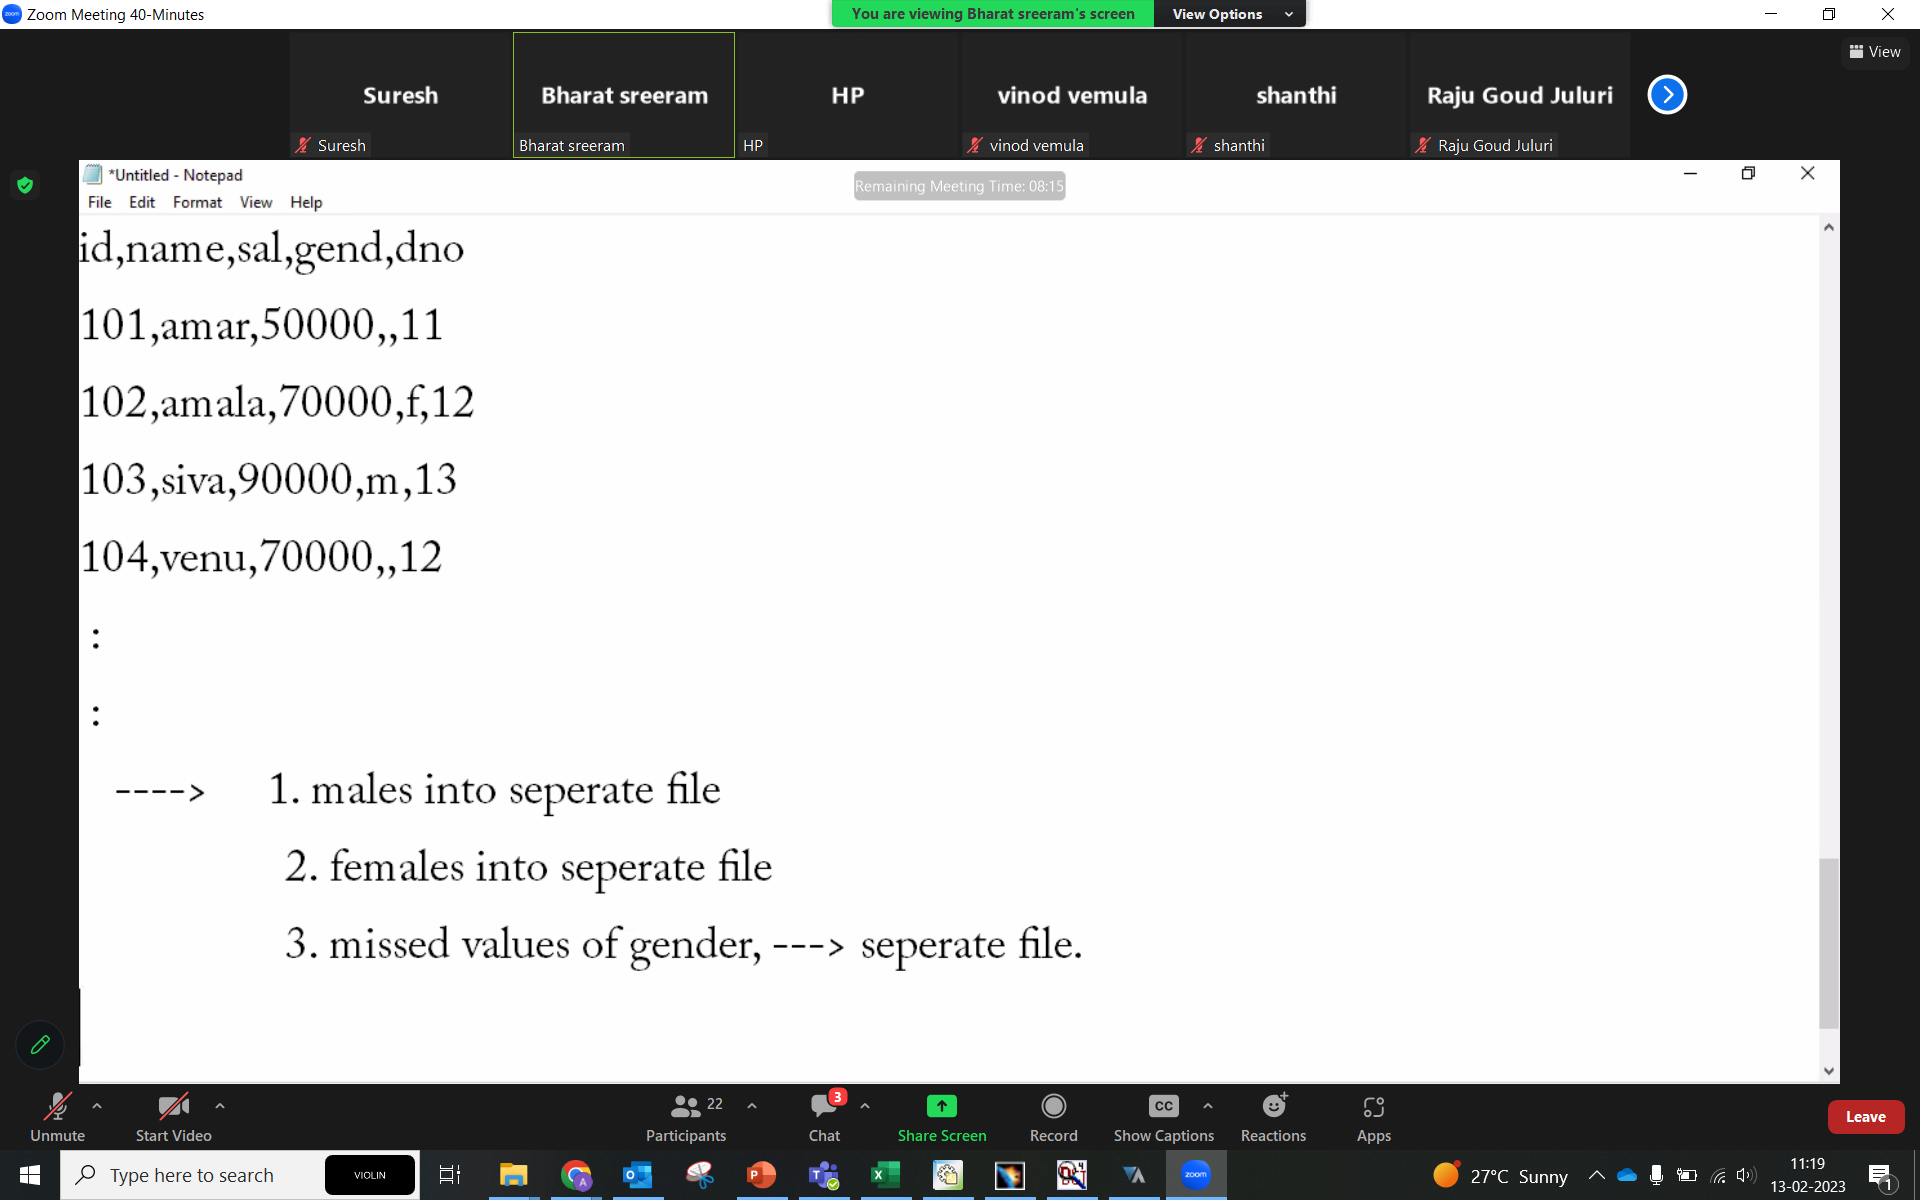 Zoom Meeting 40-Minutes
You are viewing Bharat sreeram's screen
View Options
View
Suresh
Bharat sreeram
HP
vinod vemula
shanthi
Raju Goud Juluri
Suresh
Bharat sreeram
HP
vinod vemula
shanthi
Raju Goud Juluri
*Untitled - Notepad
Remaining Meeting Time: 08:15
File Edit Format View Help
id,name,sal,gend,dno
101,amar,50000,,11
102,amala,70000,f,12
103,siva,90000,m,13
104,venu,70000,,12
:
:
----> 1. males into seperate file
2. females into seperate file
3. missed values of gender, ---> seperate file.
Unmute
Start Video
22
Participants
3
Chat
Share Screen
Record
CC
Show Captions
Reactions
Apps
Leave
Type here to search
VIOLIN
zoom
27°C Sunny
11:19
13-02-2023
1